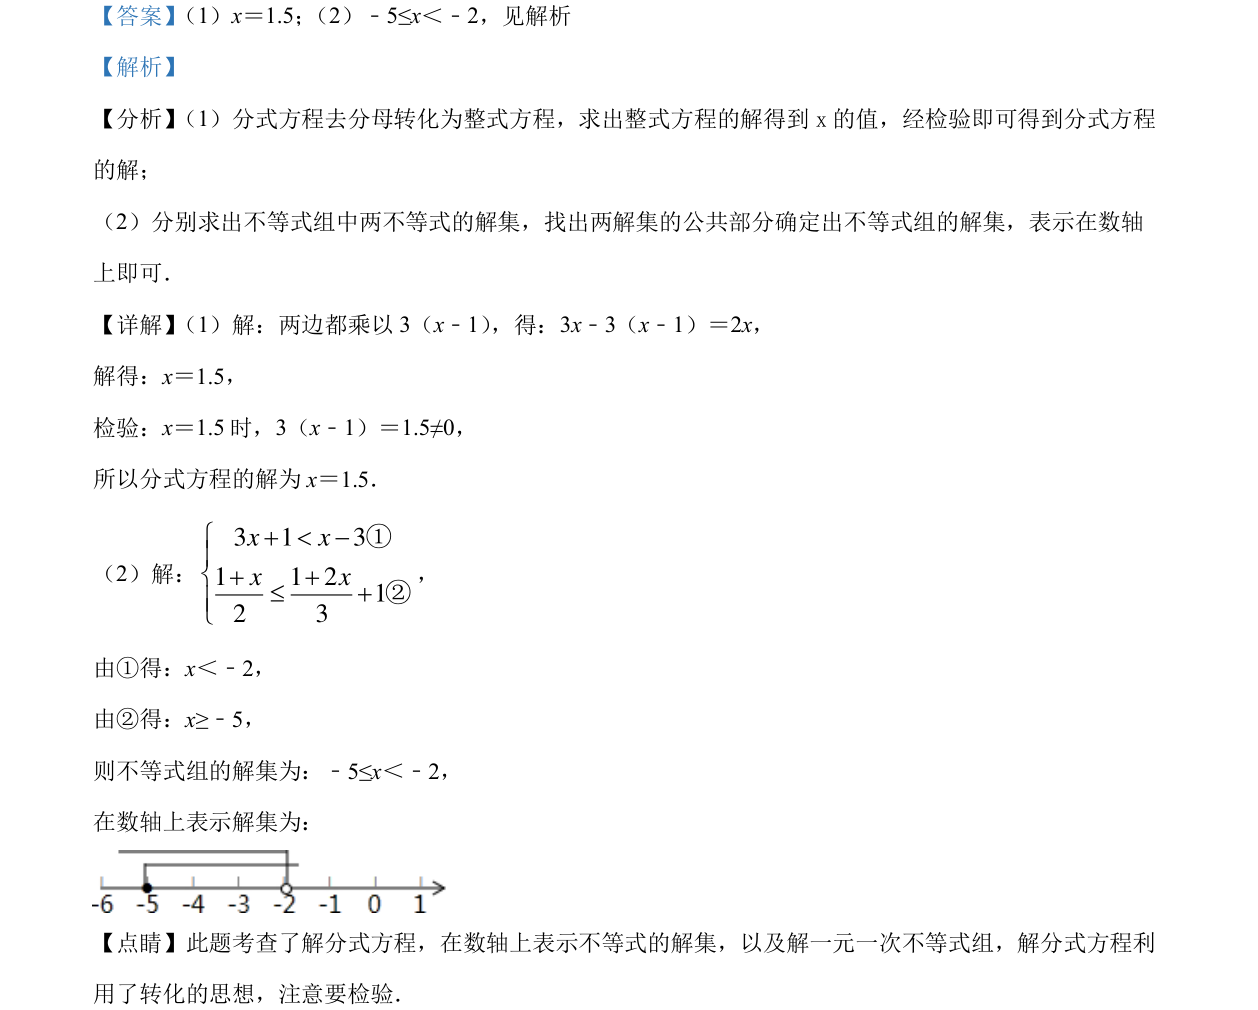 【答案】（1）x＝1.5；（2）﹣5≤x＜﹣2，见解析
【解析】
【分析】（1）分式方程去分母转化为整式方程，求出整式方程的解得到 x 的值，经检验即可得到分式方程
的解；
（2）分别求出不等式组中两不等式的解集，找出两解集的公共部分确定出不等式组的解集，表示在数轴
上即可．
【详解】（1）解：两边都乘以 3（x﹣1），得：3x﹣3（x﹣1）＝2x，
解得：x＝1.5，
检验：x＝1.5 时，3（x﹣1）＝1.5≠0，
所以分式方程的解为 x＝1.5．
（2）解：{ 3x+1<x−3①
(1+x)/2 ≤ (1+2x)/3 +1② ，
由①得：x＜﹣2，
由②得：x≥﹣5，
则不等式组的解集为：﹣5≤x＜﹣2，
在数轴上表示解集为：
-6 -5 -4 -3 -2 -1 0 1
【点睛】此题考查了解分式方程，在数轴上表示不等式的解集，以及解一元一次不等式组，解分式方程利
用了转化的思想，注意要检验．